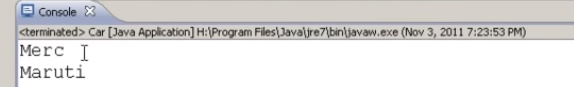 Console
<terminated> Car [Java Application] H:\Program Files\Java\jre7\bin\javaw.exe (Nov 3, 2011 7:23:53 PM)
Merc
Maruti